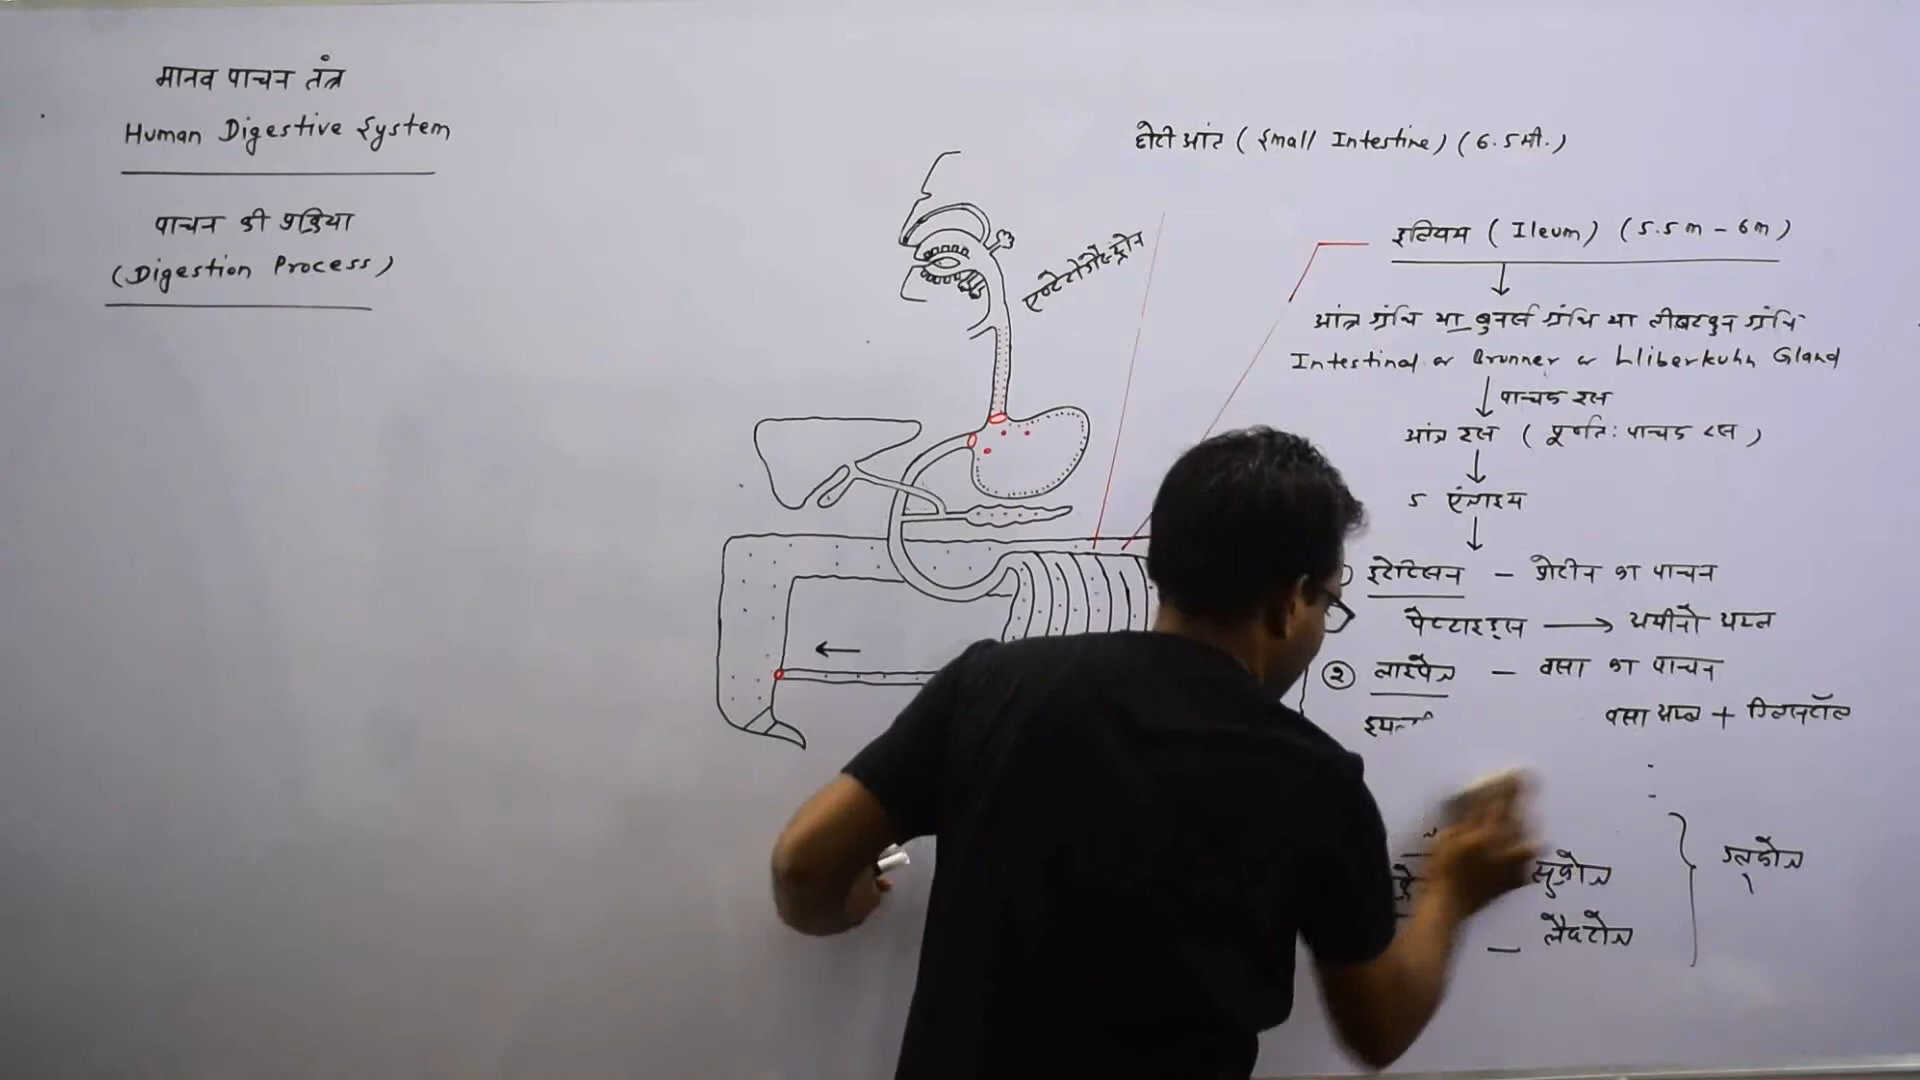 मानव पाचन तंत्र
Human Digestive System
पाचन की प्रक्रिया
(Digestion Process)
एन्टेरोगैस्ट्रोन
छोटी आंत (Small Intestine) (6.5मी.)
इलियम (Ileum) (5.5m - 6m)
आंत्र ग्रंथि या ब्रुनर्स ग्रंथि या लीबरकुन ग्रंथि
Intestinal or Brunner or Lliberkuhn Gland
पाचक रस
आंत्र रस (पूर्णतः पाचक रस)
5 एंजाइम
इरेप्सिन - प्रोटीन का पाचन
पेप्टाइड्स → अमीनो अम्ल
② लाइपेज - वसा का पाचन
वसा अम्ल + ग्लिसरॉल
सुक्रोज
लैक्टोज
ग्लूकोज